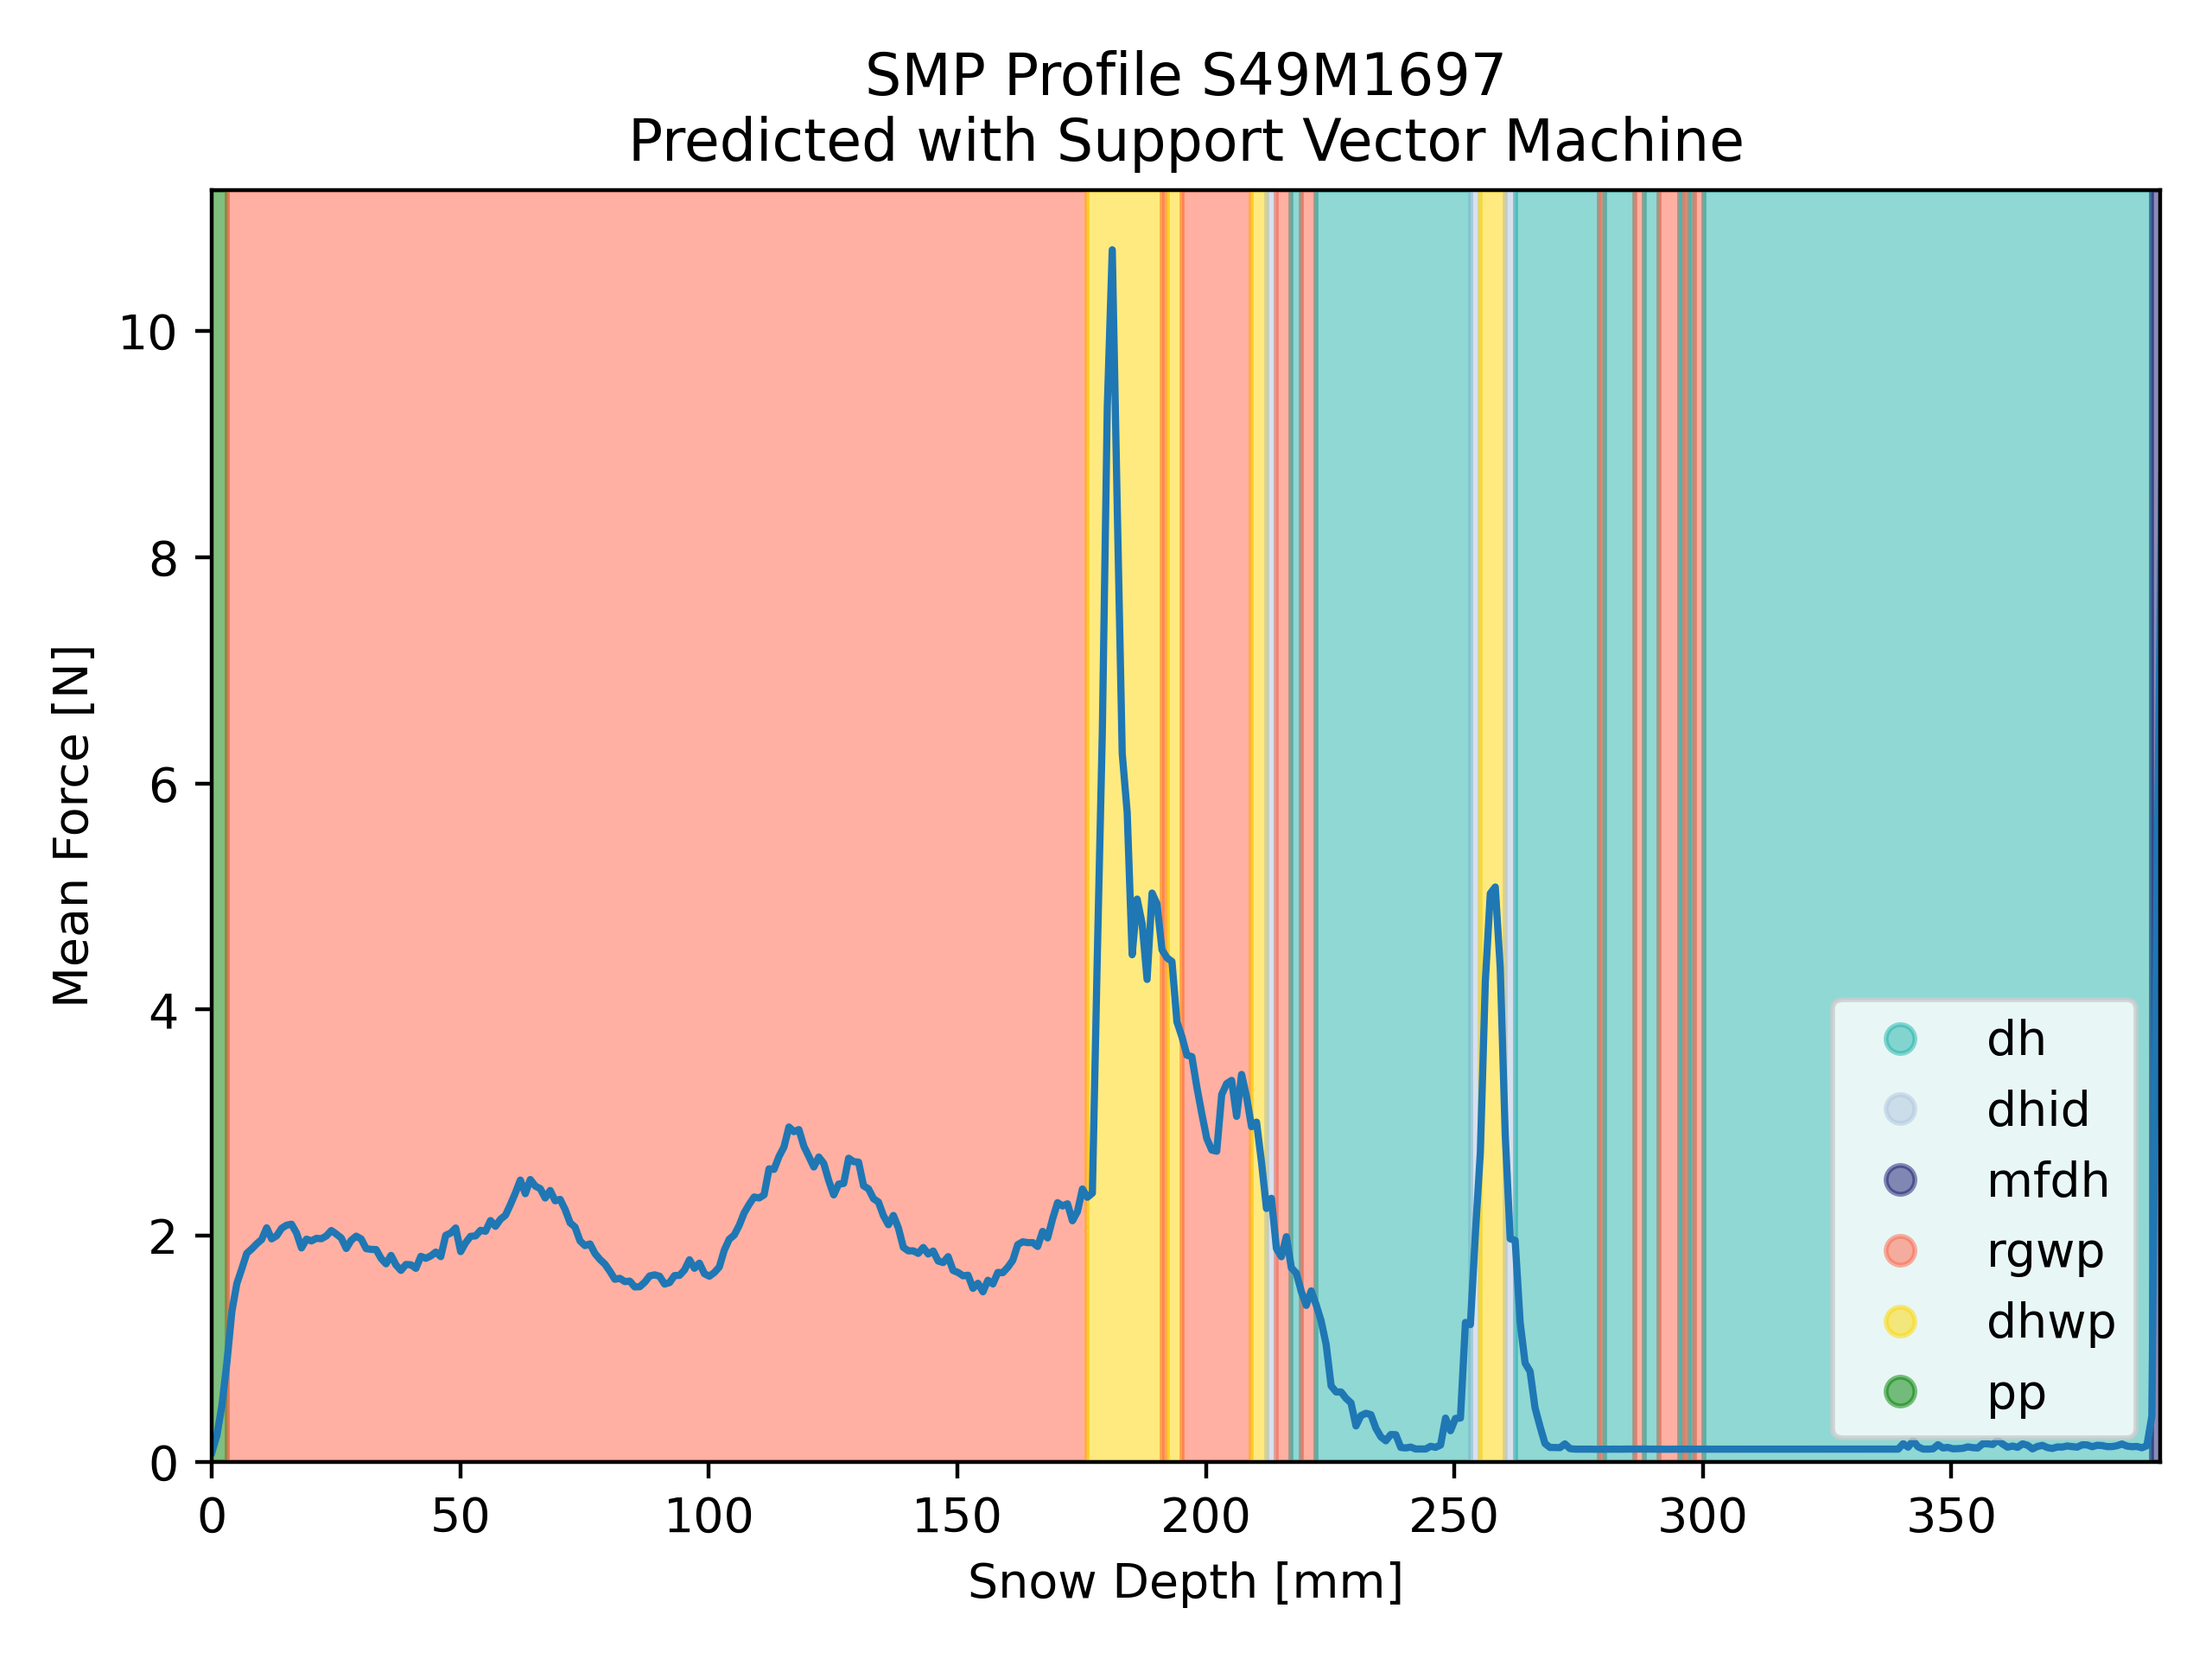 SMP Profile S49M1697
Predicted with Support Vector Machine
Mean Force [N]
10
8
6
4
2
0
dh
dhid
mfdh
rgwp
dhwp
pp
0 50 100 150 200 250 300 350
Snow Depth [mm]